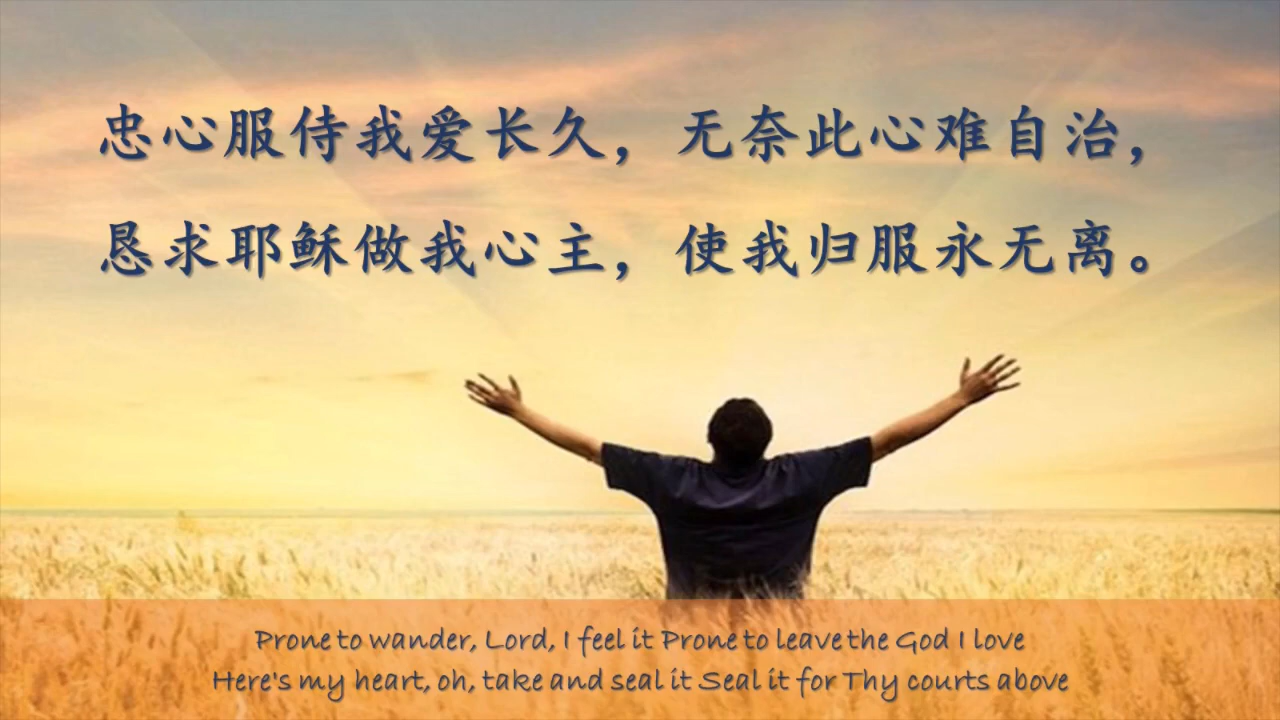 忠心服侍我爱长久，无奈此心难自治，
恳求耶稣做我心主，使我归服永无离。
Prone to wander, Lord, I feel it Prone to leave the God I love
Here's my heart, oh, take and seal it Seal it for Thy courts above